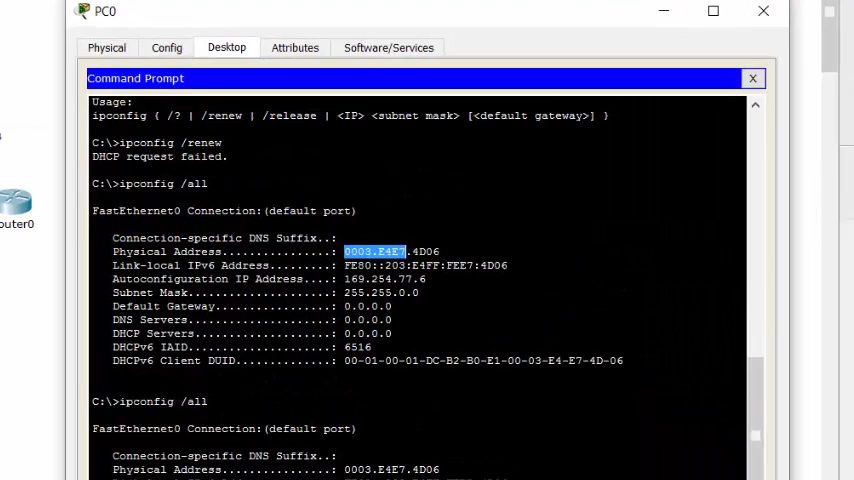 PC0
Physical Config Desktop Attributes Software/Services
Command Prompt X
Usage:
ipconfig { /? | /renew | /release | <IP> <subnet mask> [<default gateway>] }
C:\>ipconfig /renew
DHCP request failed.
C:\>ipconfig /all
FastEthernet0 Connection:(default port)
Connection-specific DNS Suffix..:
Physical Address................: 0003.E4E7.4D06
Link-local IPv6 Address.........: FE80::203:E4FF:FEE7:4D06
Autoconfiguration IP Address....: 169.254.77.6
Subnet Mask.....................: 255.255.0.0
Default Gateway.................: 0.0.0.0
DNS Servers.....................: 0.0.0.0
DHCP Servers....................: 0.0.0.0
DHCPv6 IAID.....................: 6516
DHCPv6 Client DUID..............: 00-01-00-01-DC-B2-B0-E1-00-03-E4-E7-4D-06
outer0
C:\>ipconfig /all
FastEthernet0 Connection:(default port)
Connection-specific DNS Suffix..:
Physical Address................: 0003.E4E7.4D06